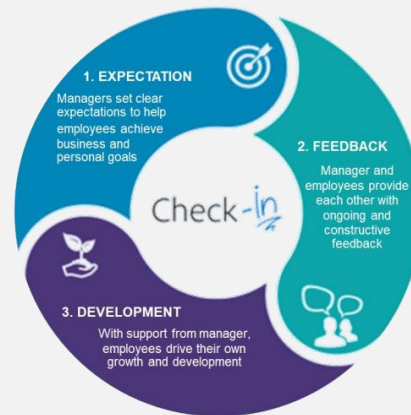 1. EXPECTATION
Managers set clear
expectations to help
employees achieve
business and
personal goals
2. FEEDBACK
Manager and
employees provide
each other with
ongoing and
constructive
feedback
Check-in
3. DEVELOPMENT
With support from manager,
employees drive their own
growth and development